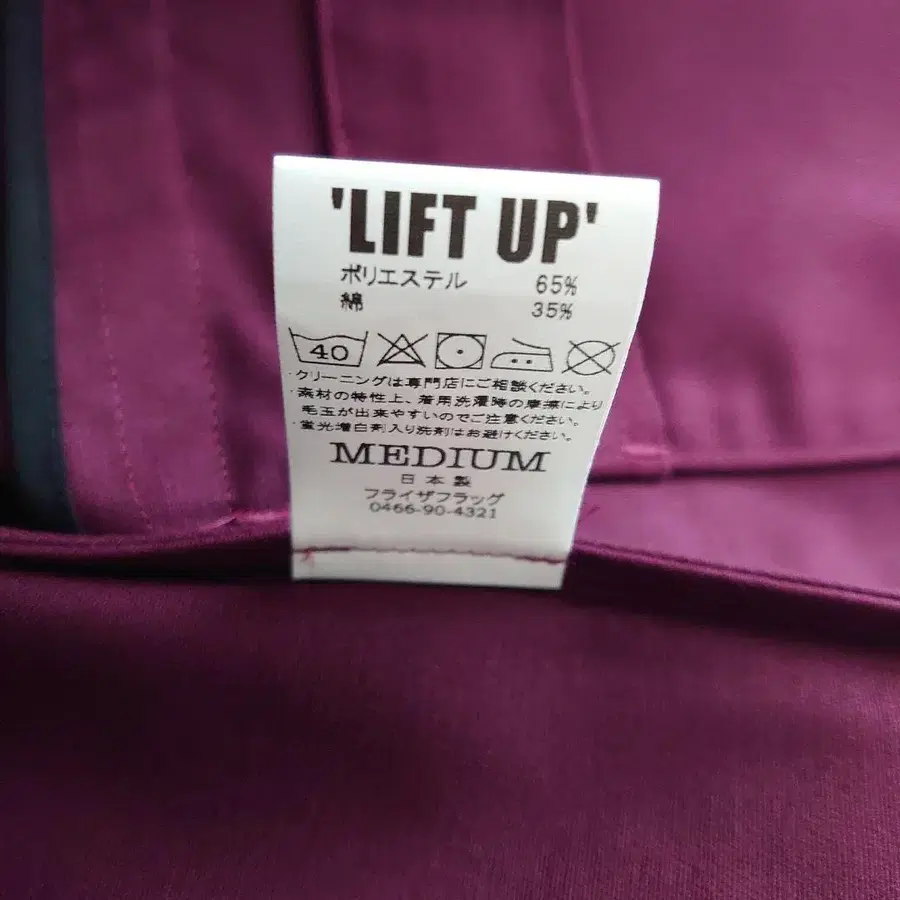 'LIFT UP'
ポリエステル 65%
綿 35%
40
・クリーニングは専門店にご相談ください。
・素材の特性上、着用洗濯時の摩擦により
毛玉が出来やすいのでご注意ください。
・蛍光増白剤入り洗剤はお避けください。
MEDIUM
日本製
フライザフラッグ
0466-90-4321